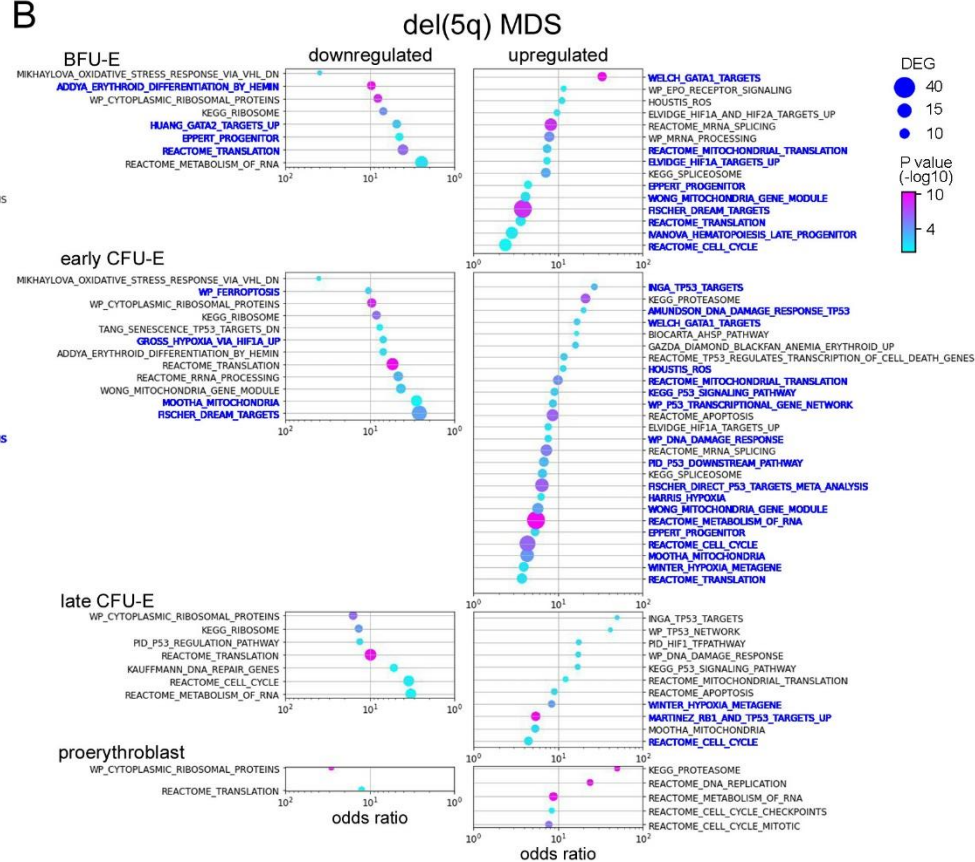 B
del(5q) MDS
downregulated
upregulated
BFU-E
MIKHAYLOVA_OXIDATIVE_STRESS_RESPONSE_VIA_VHL_DN
ADDYA_ERYTHROID_DIFFERENTIATION_BY_HEMIN
WP_CYTOPLASMIC_RIBOSOMAL_PROTEINS
KEGG_RIBOSOME
HUANG_GATA2_TARGETS_UP
EPPERT_PROGENITOR
REACTOME_TRANSLATION
REACTOME_METABOLISM_OF_RNA
10² 10¹ 10⁰
WELCH_GATA1_TARGETS
WP_EPO_RECEPTOR_SIGNALING
HOUSTIS_ROS
ELVIDGE_HIF1A_AND_HIF2A_TARGETS_UP
REACTOME_MRNA_SPLICING
WP_MRNA_PROCESSING
REACTOME_MITOCHONDRIAL_TRANSLATION
ELVIDGE_HIF1A_TARGETS_UP
KEGG_SPLICEOSOME
EPPERT_PROGENITOR
WONG_MITOCHONDRIA_GENE_MODULE
FISCHER_DREAM_TARGETS
REACTOME_TRANSLATION
IVANOVA_HEMATOPOIESIS_LATE_PROGENITOR
REACTOME_CELL_CYCLE
10⁰ 10¹ 10²
DEG
40
15
10
P value
(-log10)
10
4
early CFU-E
MIKHAYLOVA_OXIDATIVE_STRESS_RESPONSE_VIA_VHL_DN
WP_FERROPTOSIS
WP_CYTOPLASMIC_RIBOSOMAL_PROTEINS
KEGG_RIBOSOME
TANG_SENESCENCE_TP53_TARGETS_DN
GROSS_HYPOXIA_VIA_HIF1A_UP
ADDYA_ERYTHROID_DIFFERENTIATION_BY_HEMIN
REACTOME_TRANSLATION
REACTOME_RRNA_PROCESSING
WONG_MITOCHONDRIA_GENE_MODULE
MOOTHA_MITOCHONDRIA
FISCHER_DREAM_TARGETS
10² 10¹ 10⁰
INGA_TP53_TARGETS
KEGG_PROTEASOME
AMUNDSON_DNA_DAMAGE_RESPONSE_TP53
WELCH_GATA1_TARGETS
BIOCARTA_AHSP_PATHWAY
GAZDA_DIAMOND_BLACKFAN_ANEMIA_ERYTHROID_UP
REACTOME_TP53_REGULATES_TRANSCRIPTION_OF_CELL_DEATH_GENES
HOUSTIS_ROS
REACTOME_MITOCHONDRIAL_TRANSLATION
KEGG_P53_SIGNALING_PATHWAY
WP_P53_TRANSCRIPTIONAL_GENE_NETWORK
REACTOME_APOPTOSIS
ELVIDGE_HIF1A_TARGETS_UP
WP_DNA_DAMAGE_RESPONSE
REACTOME_MRNA_SPLICING
PID_P53_DOWNSTREAM_PATHWAY
KEGG_SPLICEOSOME
FISCHER_DIRECT_P53_TARGETS_META_ANALYSIS
HARRIS_HYPOXIA
WONG_MITOCHONDRIA_GENE_MODULE
REACTOME_METABOLISM_OF_RNA
EPPERT_PROGENITOR
REACTOME_CELL_CYCLE
MOOTHA_MITOCHONDRIA
WINTER_HYPOXIA_METAGENE
REACTOME_TRANSLATION
10⁰ 10¹ 10²
late CFU-E
WP_CYTOPLASMIC_RIBOSOMAL_PROTEINS
KEGG_RIBOSOME
PID_P53_REGULATION_PATHWAY
REACTOME_TRANSLATION
KAUFFMANN_DNA_REPAIR_GENES
REACTOME_CELL_CYCLE
REACTOME_METABOLISM_OF_RNA
10² 10¹ 10⁰
INGA_TP53_TARGETS
WP_TP53_NETWORK
PID_HIF1_TFPATHWAY
WP_DNA_DAMAGE_RESPONSE
KEGG_P53_SIGNALING_PATHWAY
REACTOME_MITOCHONDRIAL_TRANSLATION
REACTOME_APOPTOSIS
WINTER_HYPOXIA_METAGENE
MARTINEZ_RB1_AND_TP53_TARGETS_UP
MOOTHA_MITOCHONDRIA
REACTOME_CELL_CYCLE
10⁰ 10¹ 10²
proerythroblast
WP_CYTOPLASMIC_RIBOSOMAL_PROTEINS
REACTOME_TRANSLATION
10² 10¹ 10⁰
odds ratio
KEGG_PROTEASOME
REACTOME_DNA_REPLICATION
REACTOME_METABOLISM_OF_RNA
REACTOME_CELL_CYCLE_CHECKPOINTS
REACTOME_CELL_CYCLE_MITOTIC
10⁰ 10¹ 10²
odds ratio